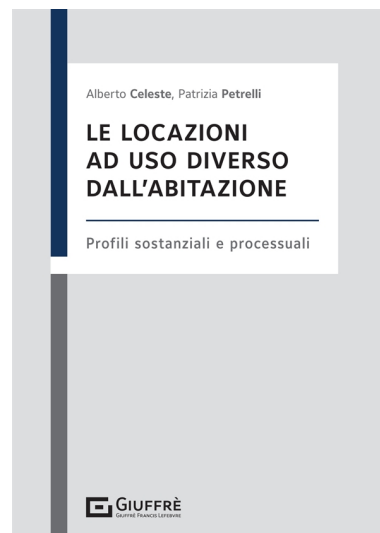 Alberto Celeste, Patrizia Petrelli
LE LOCAZIONI
AD USO DIVERSO
DALL'ABITAZIONE
Profili sostanziali e processuali
GIUFFRÈ
GIUFFRÈ FRANCIS LEFEBVRE